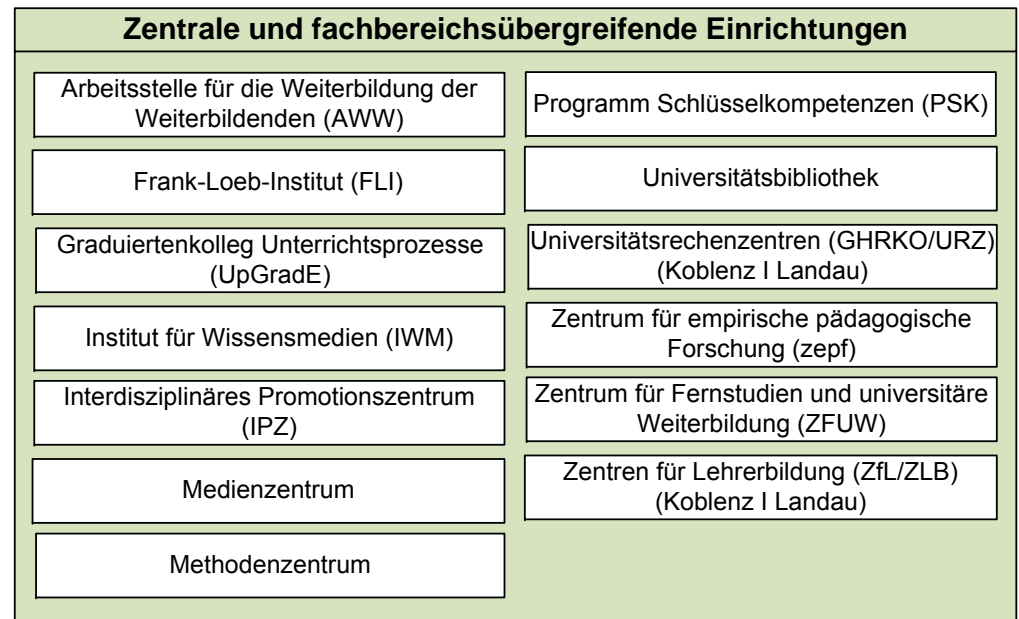 Zentrale und fachbereichsübergreifende Einrichtungen
Arbeitsstelle für die Weiterbildung der
Weiterbildenden (AWW)
Frank-Loeb-Institut (FLI)
Graduiertenkolleg Unterrichtsprozesse
(UpGradE)
Institut für Wissensmedien (IWM)
Interdisziplinäres Promotionszentrum
(IPZ)
Medienzentrum
Methodenzentrum
Programm Schlüsselkompetenzen (PSK)
Universitätsbibliothek
Universitätsrechenzentren (GHRKO/URZ)
(Koblenz I Landau)
Zentrum für empirische pädagogische
Forschung (zepf)
Zentrum für Fernstudien und universitäre
Weiterbildung (ZFUW)
Zentren für Lehrerbildung (ZfL/ZLB)
(Koblenz I Landau)